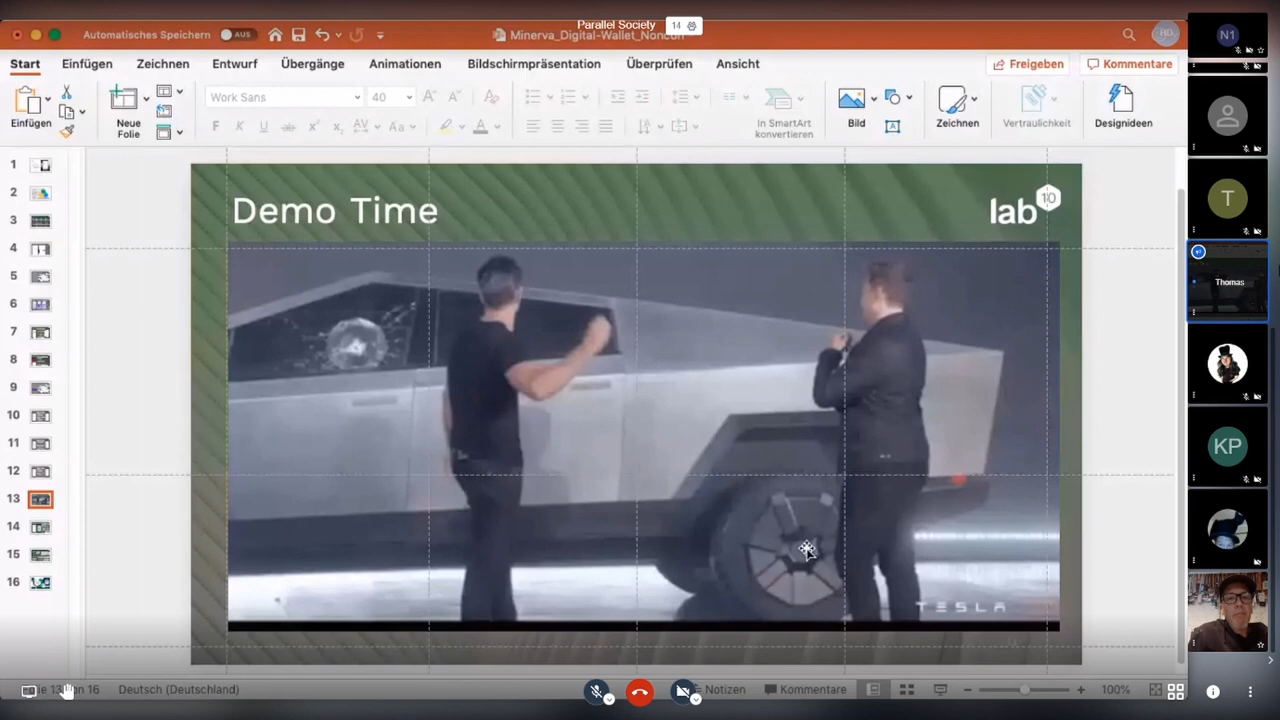 Parallel Society
14
Automatisches Speichern
AUS
Minerva_Digital-Wallet_Noncon
BD
Start
Einfügen
Zeichnen
Entwurf
Übergänge
Animationen
Bildschirmpräsentation
Überprüfen
Ansicht
Freigeben
Kommentare
Work Sans
40
Einfügen
Neue
Folie
In SmartArt
konvertieren
Bild
Zeichnen
Vertraulichkeit
Designideen
1
2
3
4
5
6
7
8
9
10
11
12
13
14
15
16
Demo Time
lab10
TESLA
N1
T
Thomas
KP
von 16
Deutsch (Deutschland)
Notizen
Kommentare
100%